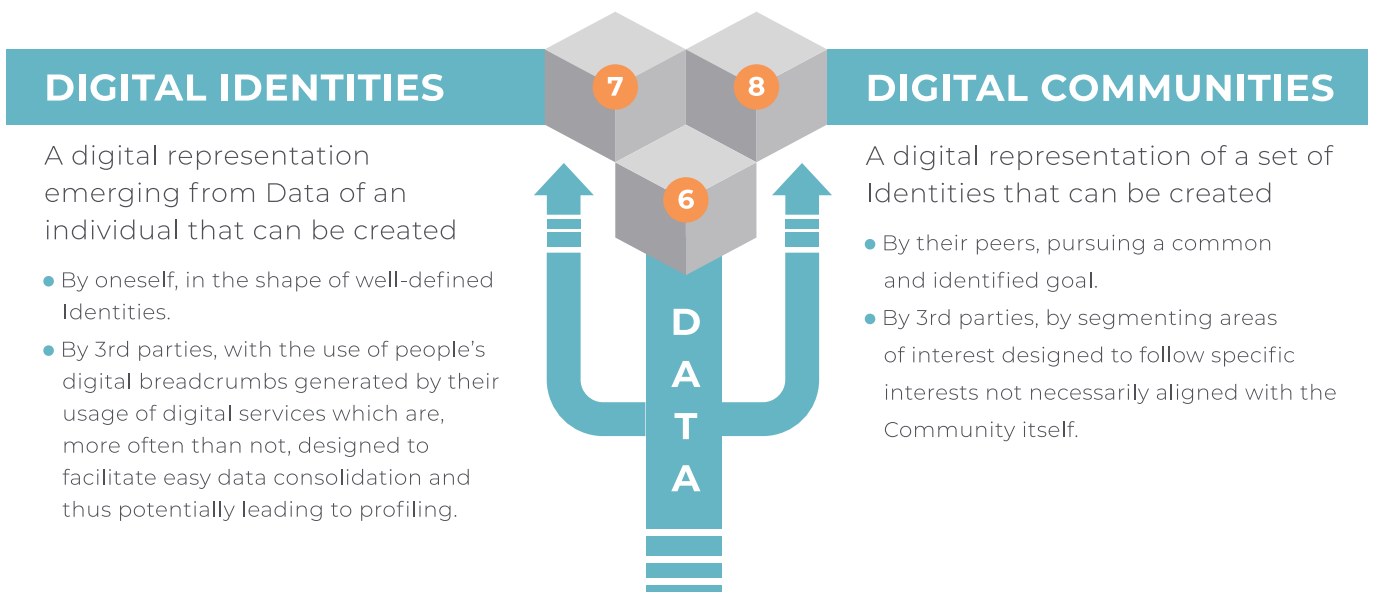 DIGITAL IDENTITIES
A digital representation
emerging from Data of an
individual that can be created
By oneself, in the shape of well-defined
Identities.
By 3rd parties, with the use of people's
digital breadcrumbs generated by their
usage of digital services which are,
more often than not, designed to
facilitate easy data consolidation and
thus potentially leading to profiling.
7
8
6
DATA
DIGITAL COMMUNITIES
A digital representation of a set of
Identities that can be created
By their peers, pursuing a common
and identified goal.
By 3rd parties, by segmenting areas
of interest designed to follow specific
interests not necessarily aligned with the
Community itself.